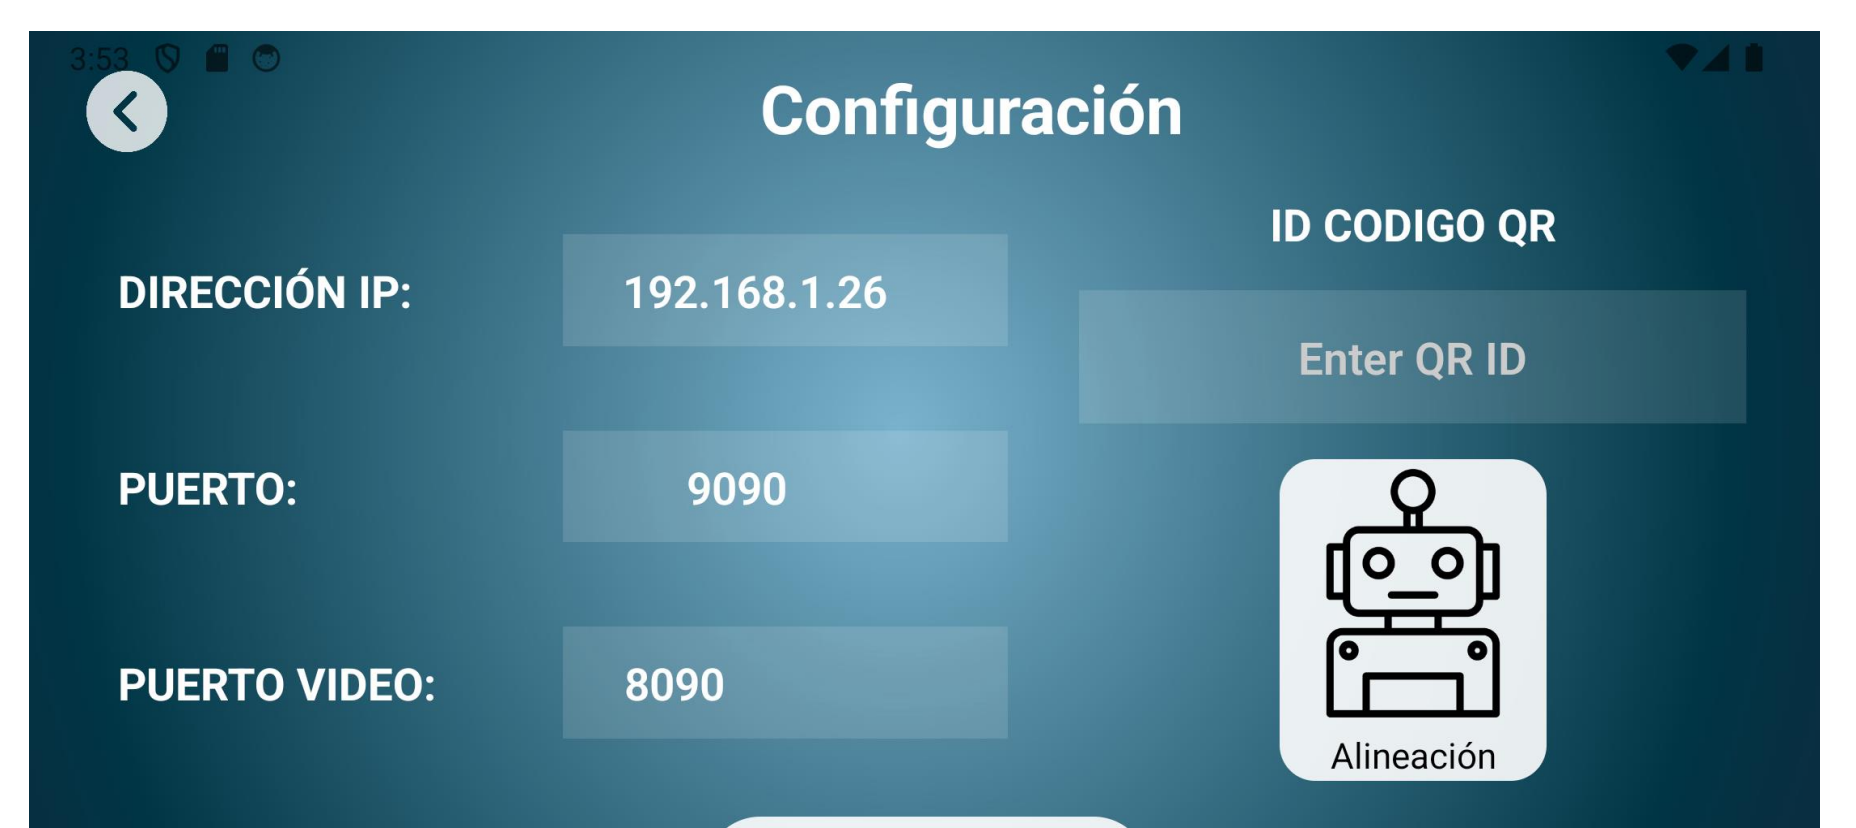 3:53
Configuración
DIRECCIÓN IP:
192.168.1.26
PUERTO:
9090
PUERTO VIDEO:
8090
ID CODIGO QR
Enter QR ID
Alineación